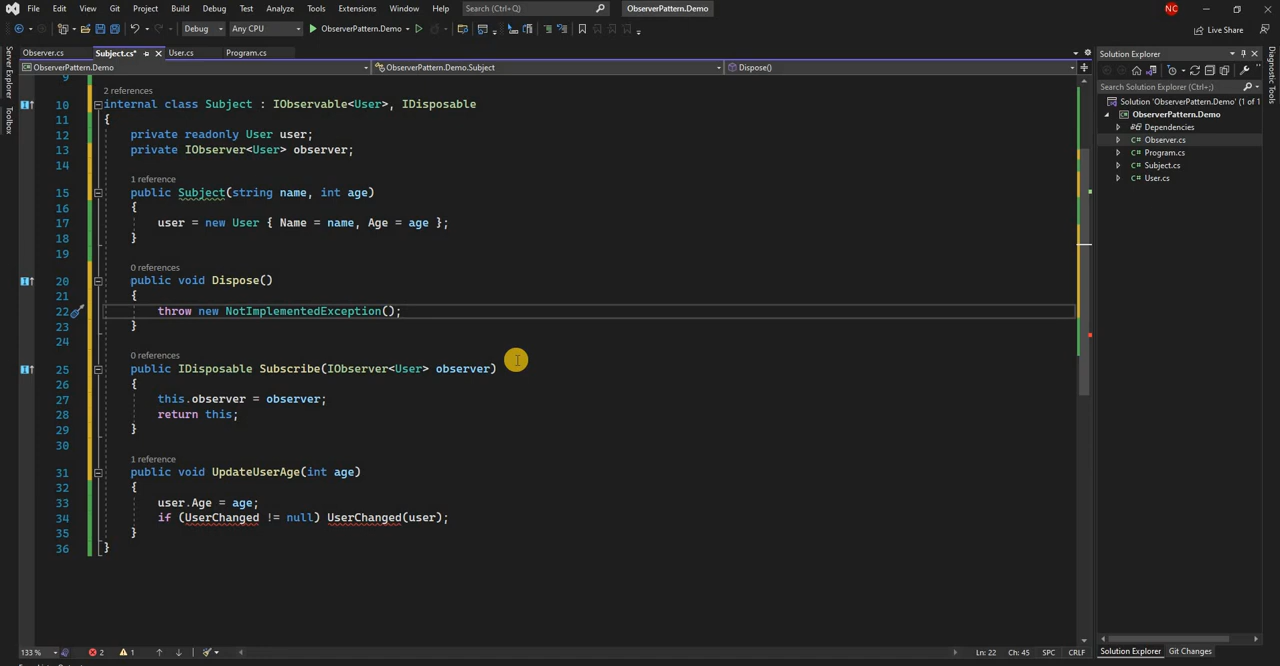 File Edit View Git Project Build Debug Test Analyze Tools Extensions Window Help Search (Ctrl+Q) ObserverPattern.Demo NC
Debug Any CPU ObserverPattern.Demo Live Share
Server Explorer
Toolbox
Observer.cs Subject.cs* User.cs Program.cs
ObserverPattern.Demo ObserverPattern.Demo.Subject Dispose()
9
2 references
10 internal class Subject : IObservable<User>, IDisposable
11 {
12 private readonly User user;
13 private IObserver<User> observer;
14
1 reference
15 public Subject(string name, int age)
16 {
17 user = new User { Name = name, Age = age };
18 }
19
0 references
20 public void Dispose()
21 {
22 throw new NotImplementedException();
23 }
24
0 references
25 public IDisposable Subscribe(IObserver<User> observer)
26 {
27 this.observer = observer;
28 return this;
29 }
30
1 reference
31 public void UpdateUserAge(int age)
32 {
33 user.Age = age;
34 if (UserChanged != null) UserChanged(user);
35 }
36 }
133 % 2 1 Ln: 22 Ch: 45 SPC CRLF
Solution Explorer
Search Solution Explorer (Ctrl+;)
Solution 'ObserverPattern.Demo' (1 of 1
ObserverPattern.Demo
Dependencies
Observer.cs
Program.cs
Subject.cs
User.cs
Solution Explorer Git Changes
Diagnostic Tools